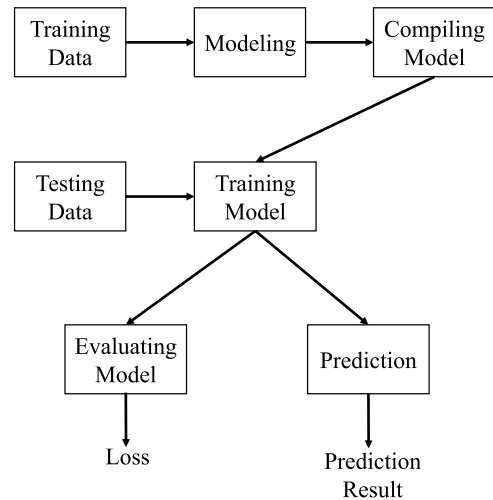 Training
Data
Modeling
Compiling
Model
Testing
Data
Training
Model
Evaluating
Model
Prediction
Loss
Prediction
Result